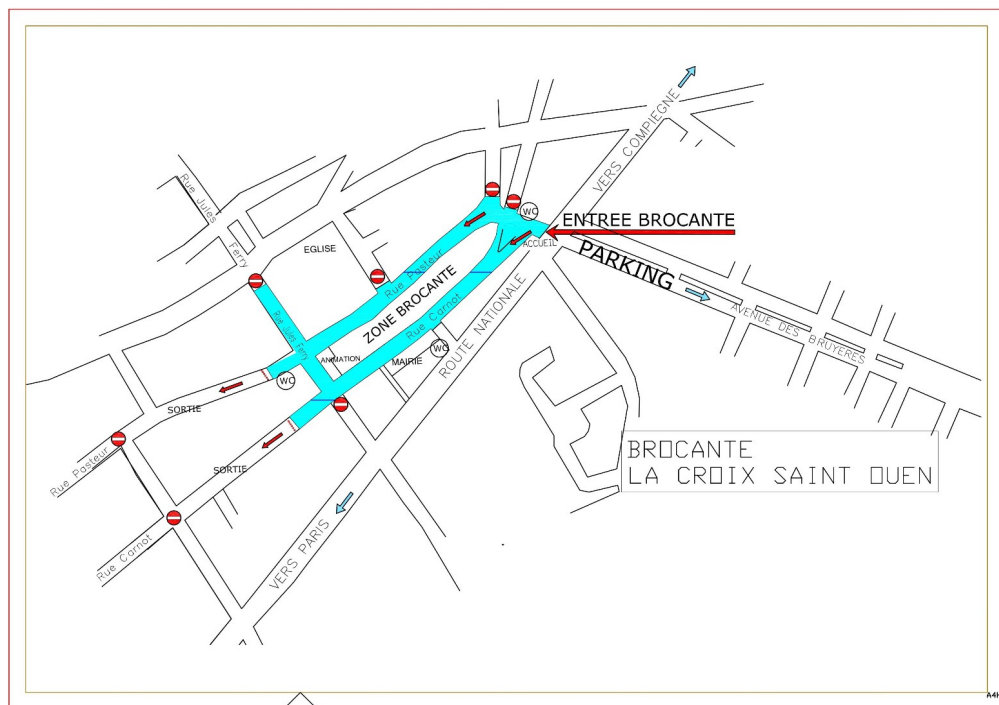 VERS COMPIEGNE
Rue Jules
Ferry
WC
ENTREE BROCANTE
ACCUEIL
EGLISE
PARKING
Rue Pasteur
ZONE BROCANTE
Rue Carnot
ROUTE NATIONALE
AVENUE DES BRUYERES
Rue Jules Ferry
ANIMATION
MAIRIE
WC
WC
SORTIE
SORTIE
BROCANTE
LA CROIX SAINT OUEN
Rue Pasteur
Rue Carnot
VERS PARIS